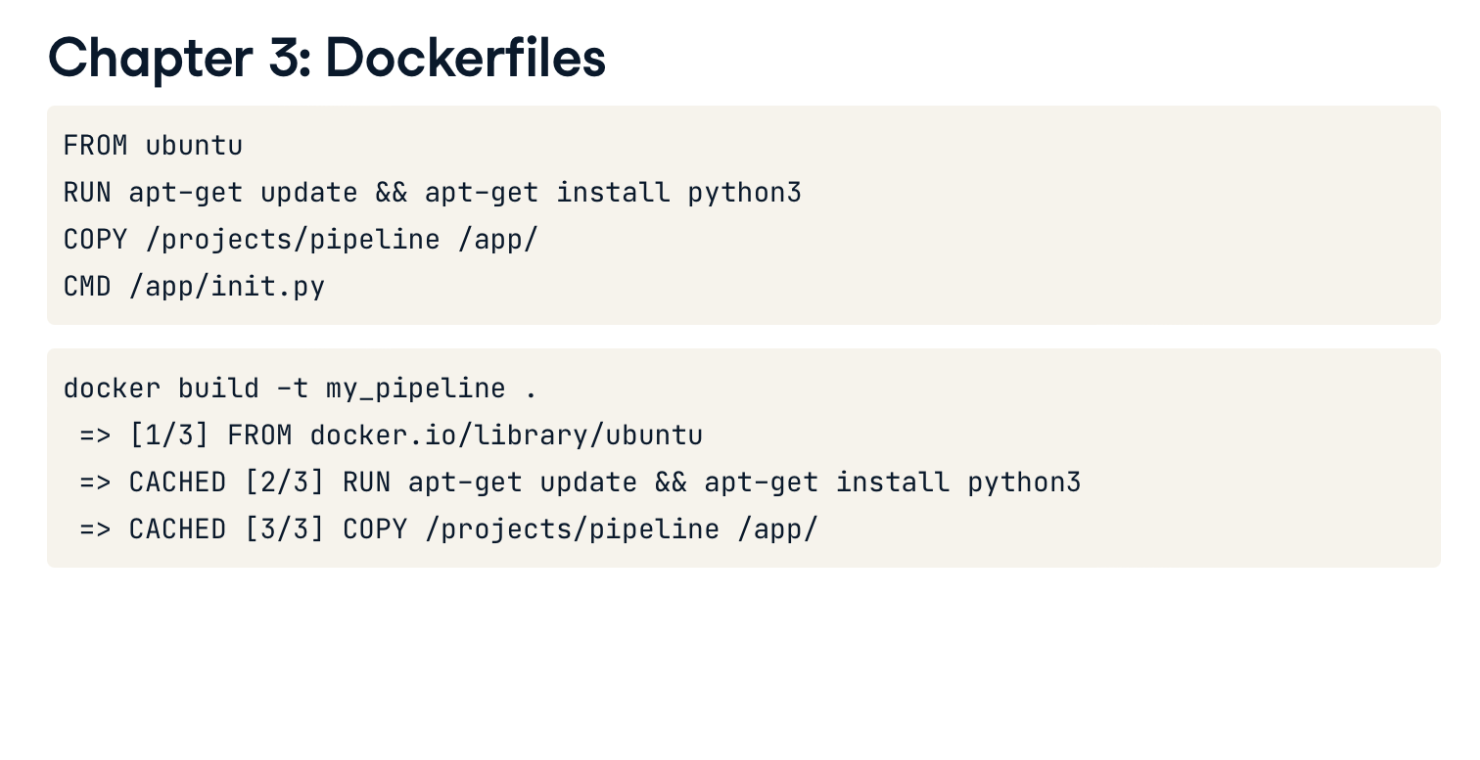 Chapter 3: Dockerfiles
FROM ubuntu
RUN apt-get update && apt-get install python3
COPY /projects/pipeline /app/
CMD /app/init.py
docker build -t my_pipeline .
=> [1/3] FROM docker.io/library/ubuntu
=> CACHED [2/3] RUN apt-get update && apt-get install python3
=> CACHED [3/3] COPY /projects/pipeline /app/